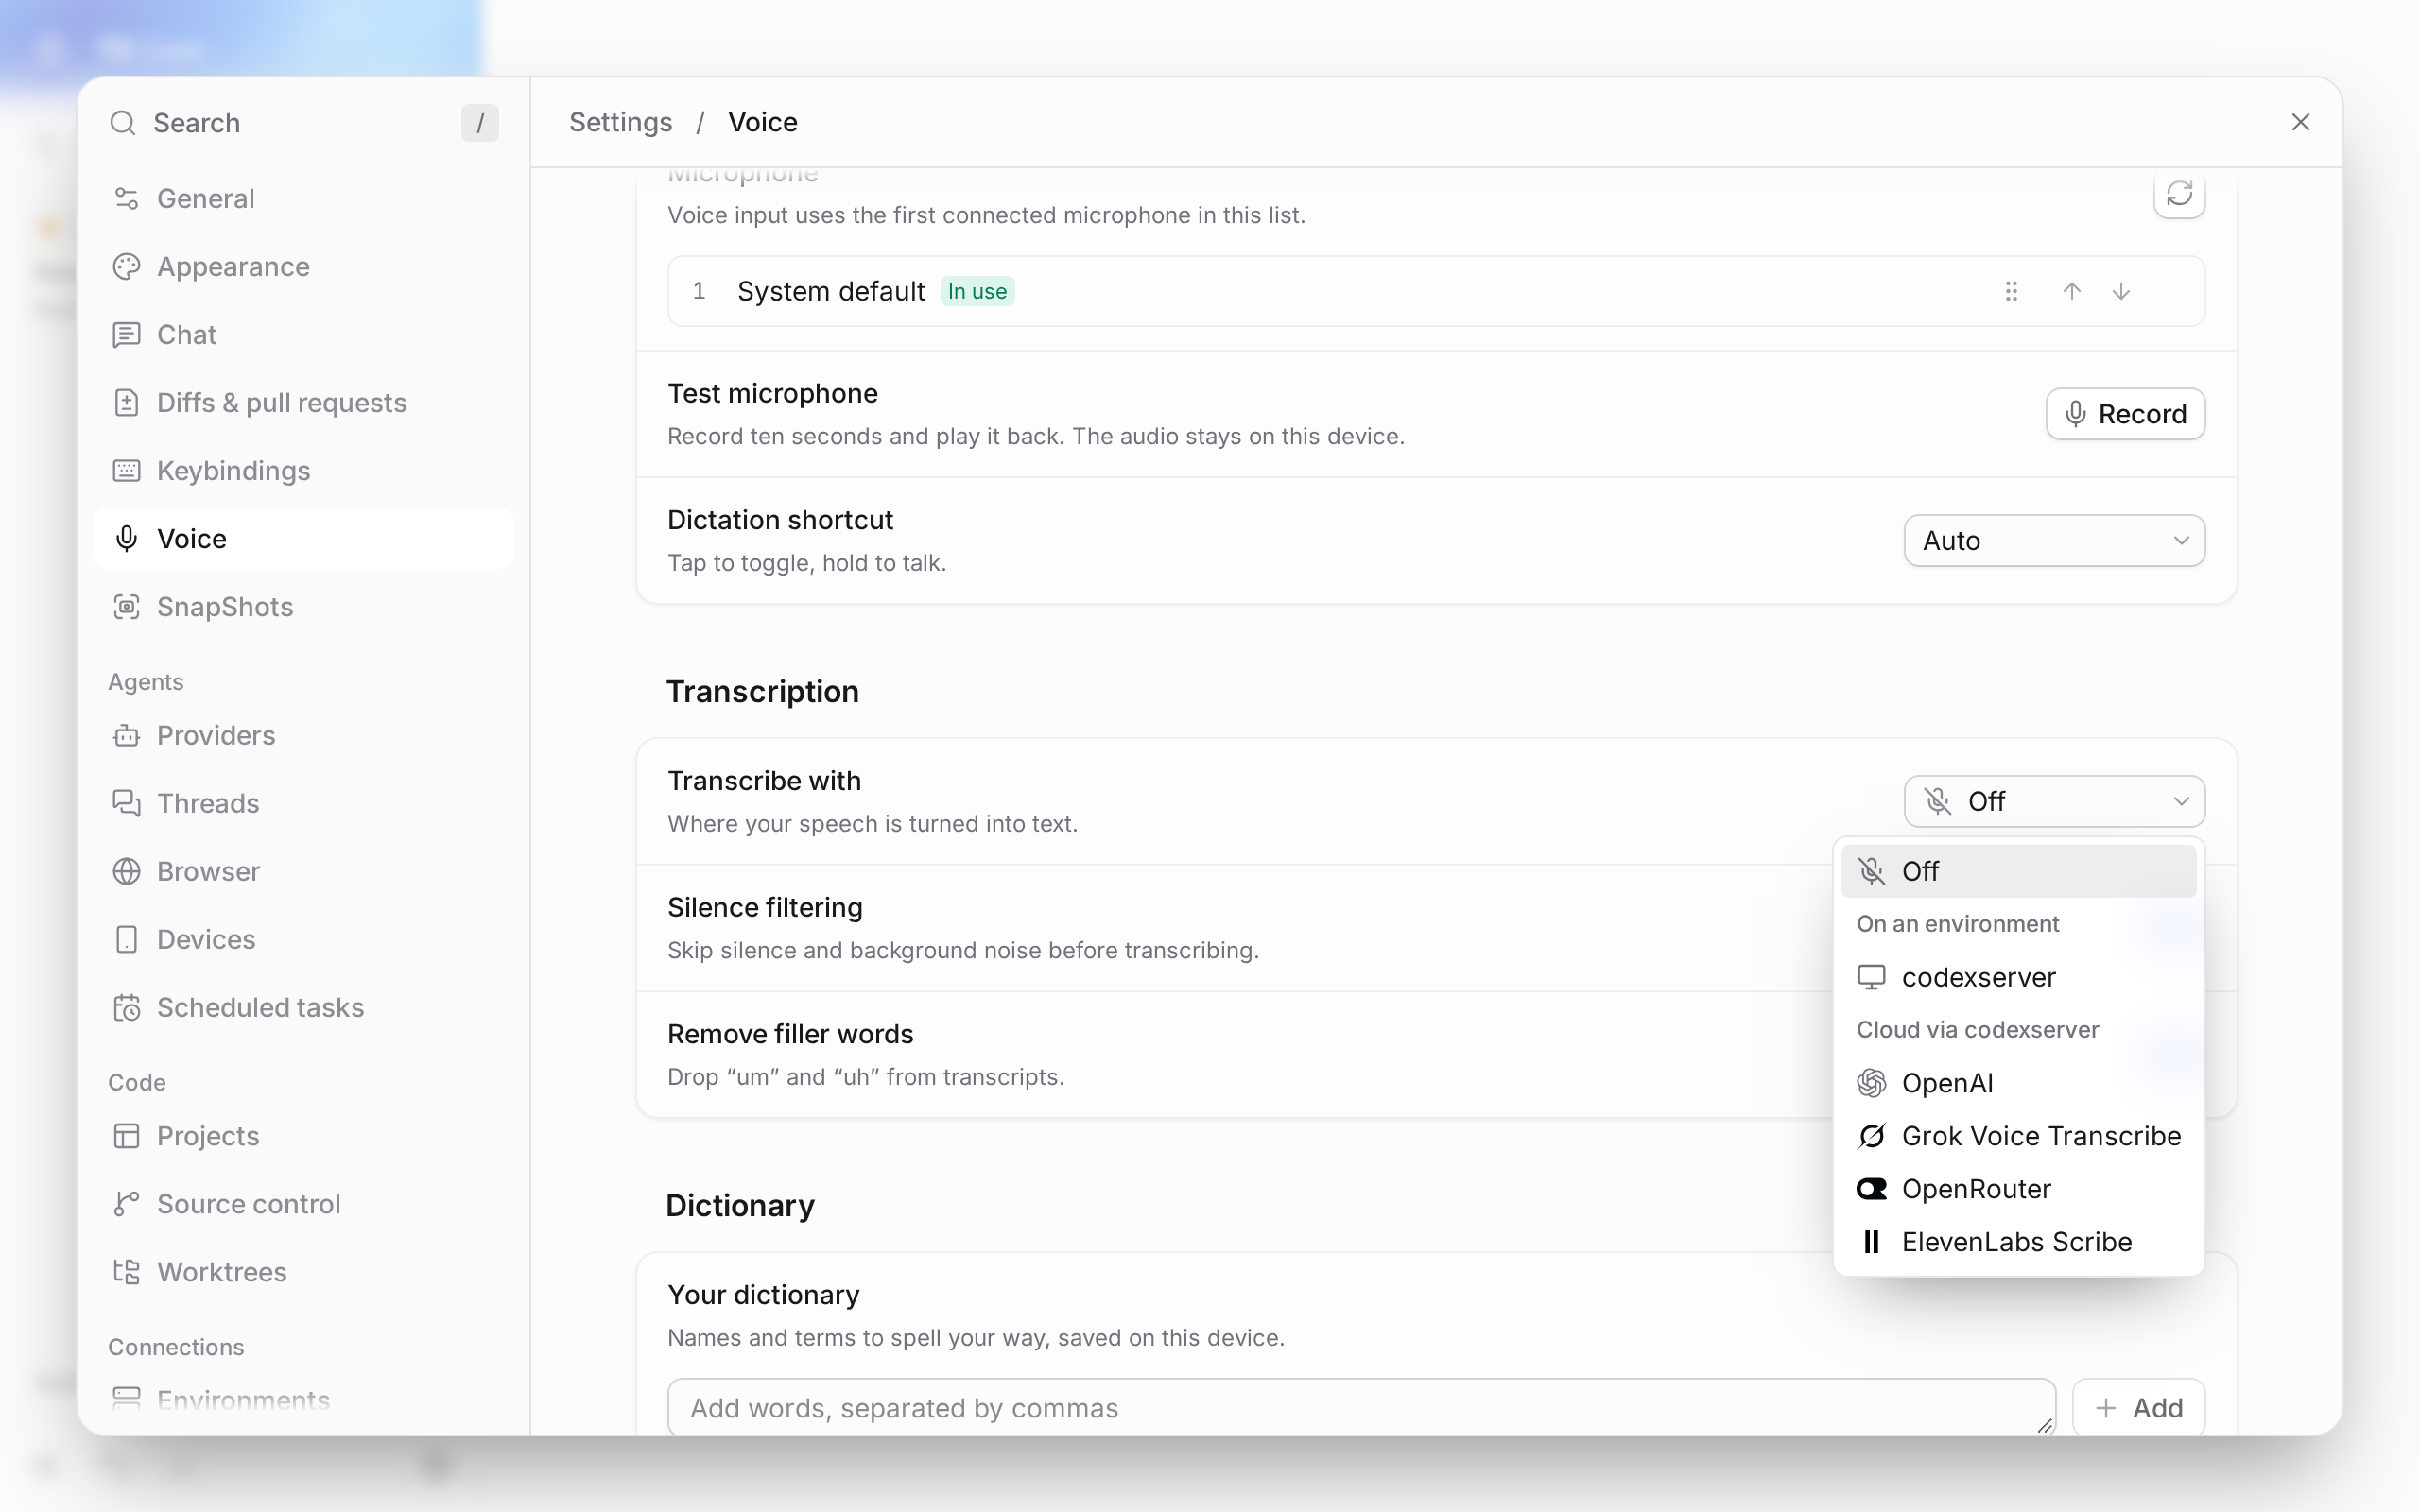 Search
/
General
Appearance
Chat
Diffs & pull requests
Keybindings
Voice
SnapShots
Agents
Providers
Threads
Browser
Devices
Scheduled tasks
Code
Projects
Source control
Worktrees
Connections
Environments
Settings / Voice
Microphone
Voice input uses the first connected microphone in this list.
1 System default In use
Test microphone
Record ten seconds and play it back. The audio stays on this device.
Record
Dictation shortcut
Tap to toggle, hold to talk.
Auto
Transcription
Transcribe with
Where your speech is turned into text.
Off
Silence filtering
Skip silence and background noise before transcribing.
Remove filler words
Drop “um” and “uh” from transcripts.
Off
On an environment
codexserver
Cloud via codexserver
OpenAI
Grok Voice Transcribe
OpenRouter
ElevenLabs Scribe
Dictionary
Your dictionary
Names and terms to spell your way, saved on this device.
Add words, separated by commas
Add